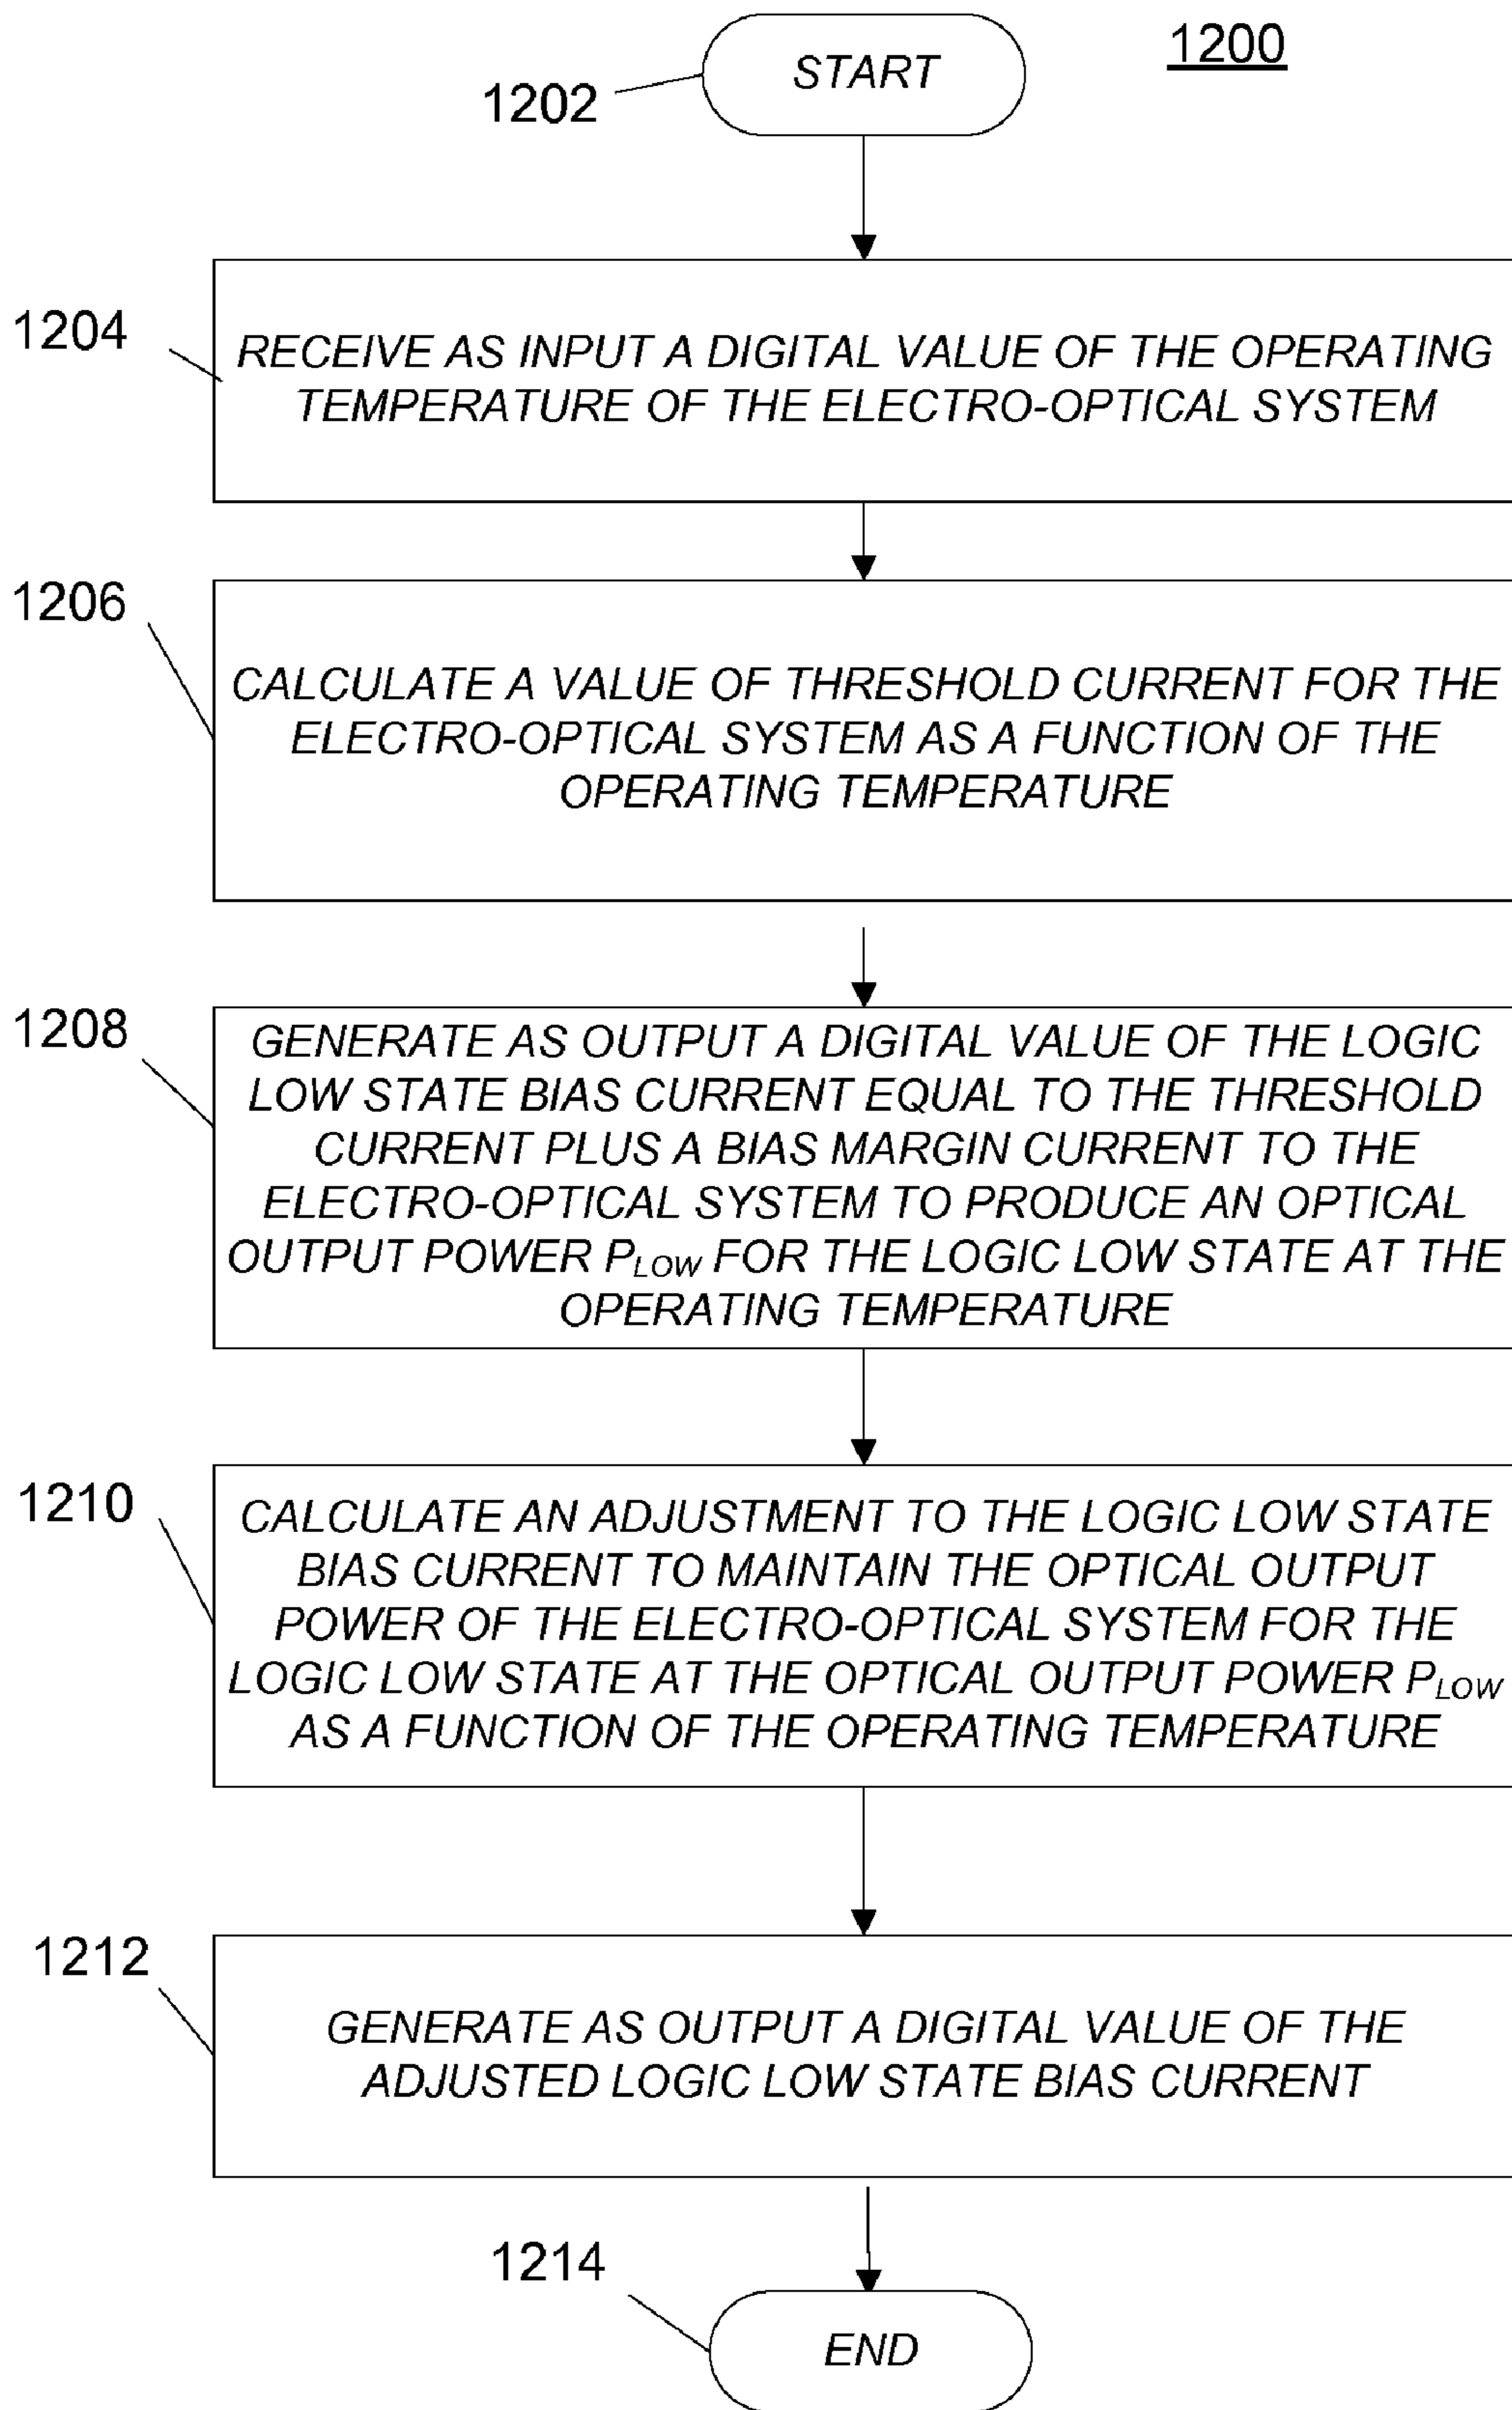 1200
START
1202
1204
RECEIVE AS INPUT A DIGITAL VALUE OF THE OPERATING
TEMPERATURE OF THE ELECTRO-OPTICAL SYSTEM
1206
CALCULATE A VALUE OF THRESHOLD CURRENT FOR THE
ELECTRO-OPTICAL SYSTEM AS A FUNCTION OF THE
OPERATING TEMPERATURE
1208
GENERATE AS OUTPUT A DIGITAL VALUE OF THE LOGIC
LOW STATE BIAS CURRENT EQUAL TO THE THRESHOLD
CURRENT PLUS A BIAS MARGIN CURRENT TO THE
ELECTRO-OPTICAL SYSTEM TO PRODUCE AN OPTICAL
OUTPUT POWER P_LOW FOR THE LOGIC LOW STATE AT THE
OPERATING TEMPERATURE
1210
CALCULATE AN ADJUSTMENT TO THE LOGIC LOW STATE
BIAS CURRENT TO MAINTAIN THE OPTICAL OUTPUT
POWER OF THE ELECTRO-OPTICAL SYSTEM FOR THE
LOGIC LOW STATE AT THE OPTICAL OUTPUT POWER P_LOW
AS A FUNCTION OF THE OPERATING TEMPERATURE
1212
GENERATE AS OUTPUT A DIGITAL VALUE OF THE
ADJUSTED LOGIC LOW STATE BIAS CURRENT
1214
END